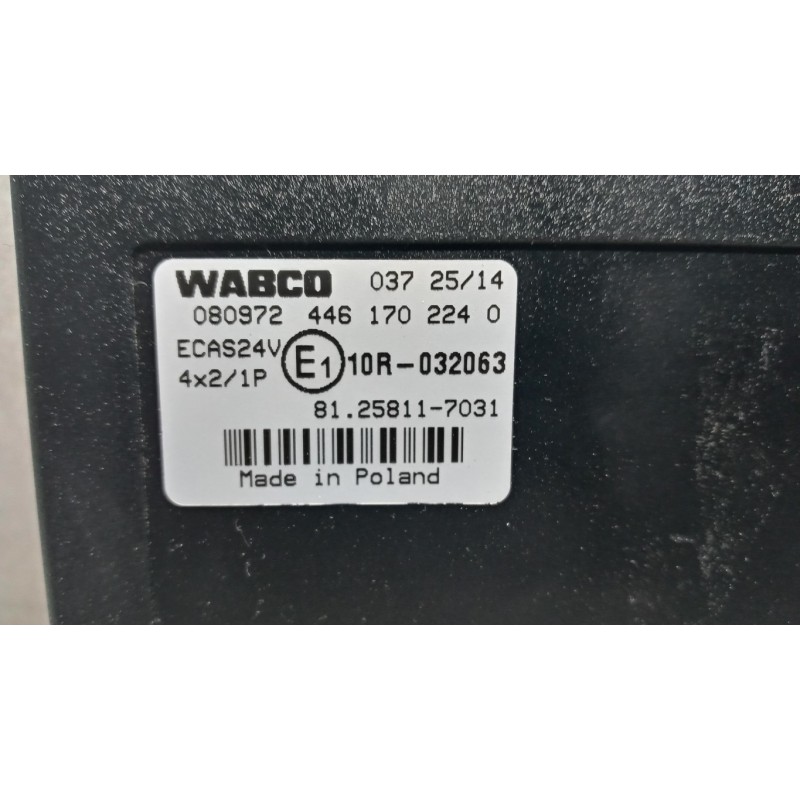 WABCO 037 25/14
080972 446 170 224 0
ECAS24V E1 10R-032063
4x2/1P
81.25811-7031
Made in Poland